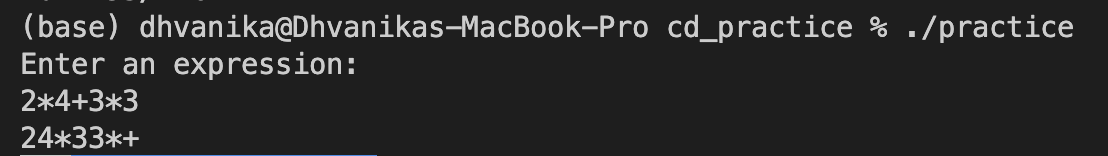 (base) dhvanika@Dhvanikas-MacBook-Pro cd_practice % ./practice
Enter an expression:
2*4+3*3
24*33*+